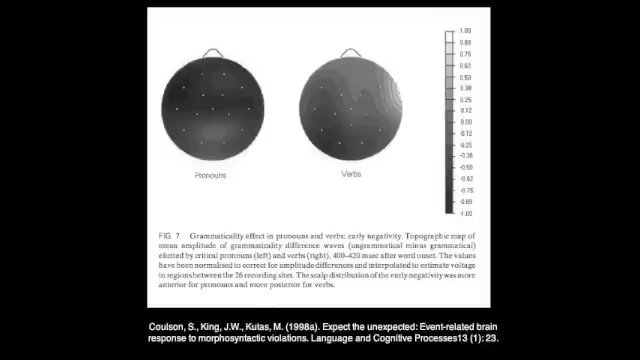 1.00
0.88
0.75
0.62
0.50
0.38
0.25
0.12
0.00
-0.12
-0.25
-0.38
-0.50
-0.62
-0.75
-0.88
-1.00
Pronouns
Verbs
FIG 7 Grammaticality effect in pronouns and verbs: early negativity. Topographic map of
mean amplitude of grammaticality difference waves (ungrammatical minus grammatical)
elicited by critical pronouns (left) and verbs (right), 400-420 msec after word onset. The values
have been normalised to correct for amplitude differences and interpolated to estimate voltage
in regions between the 26 recording sites. The scalp distribution of the early negativity was more
anterior for pronouns and more posterior for verbs.
Coulson, S., King, J.W., Kutas, M. (1998a). Expect the unexpected: Event-related brain
response to morphosyntactic violations. Language and Cognitive Processes13 (1): 23.